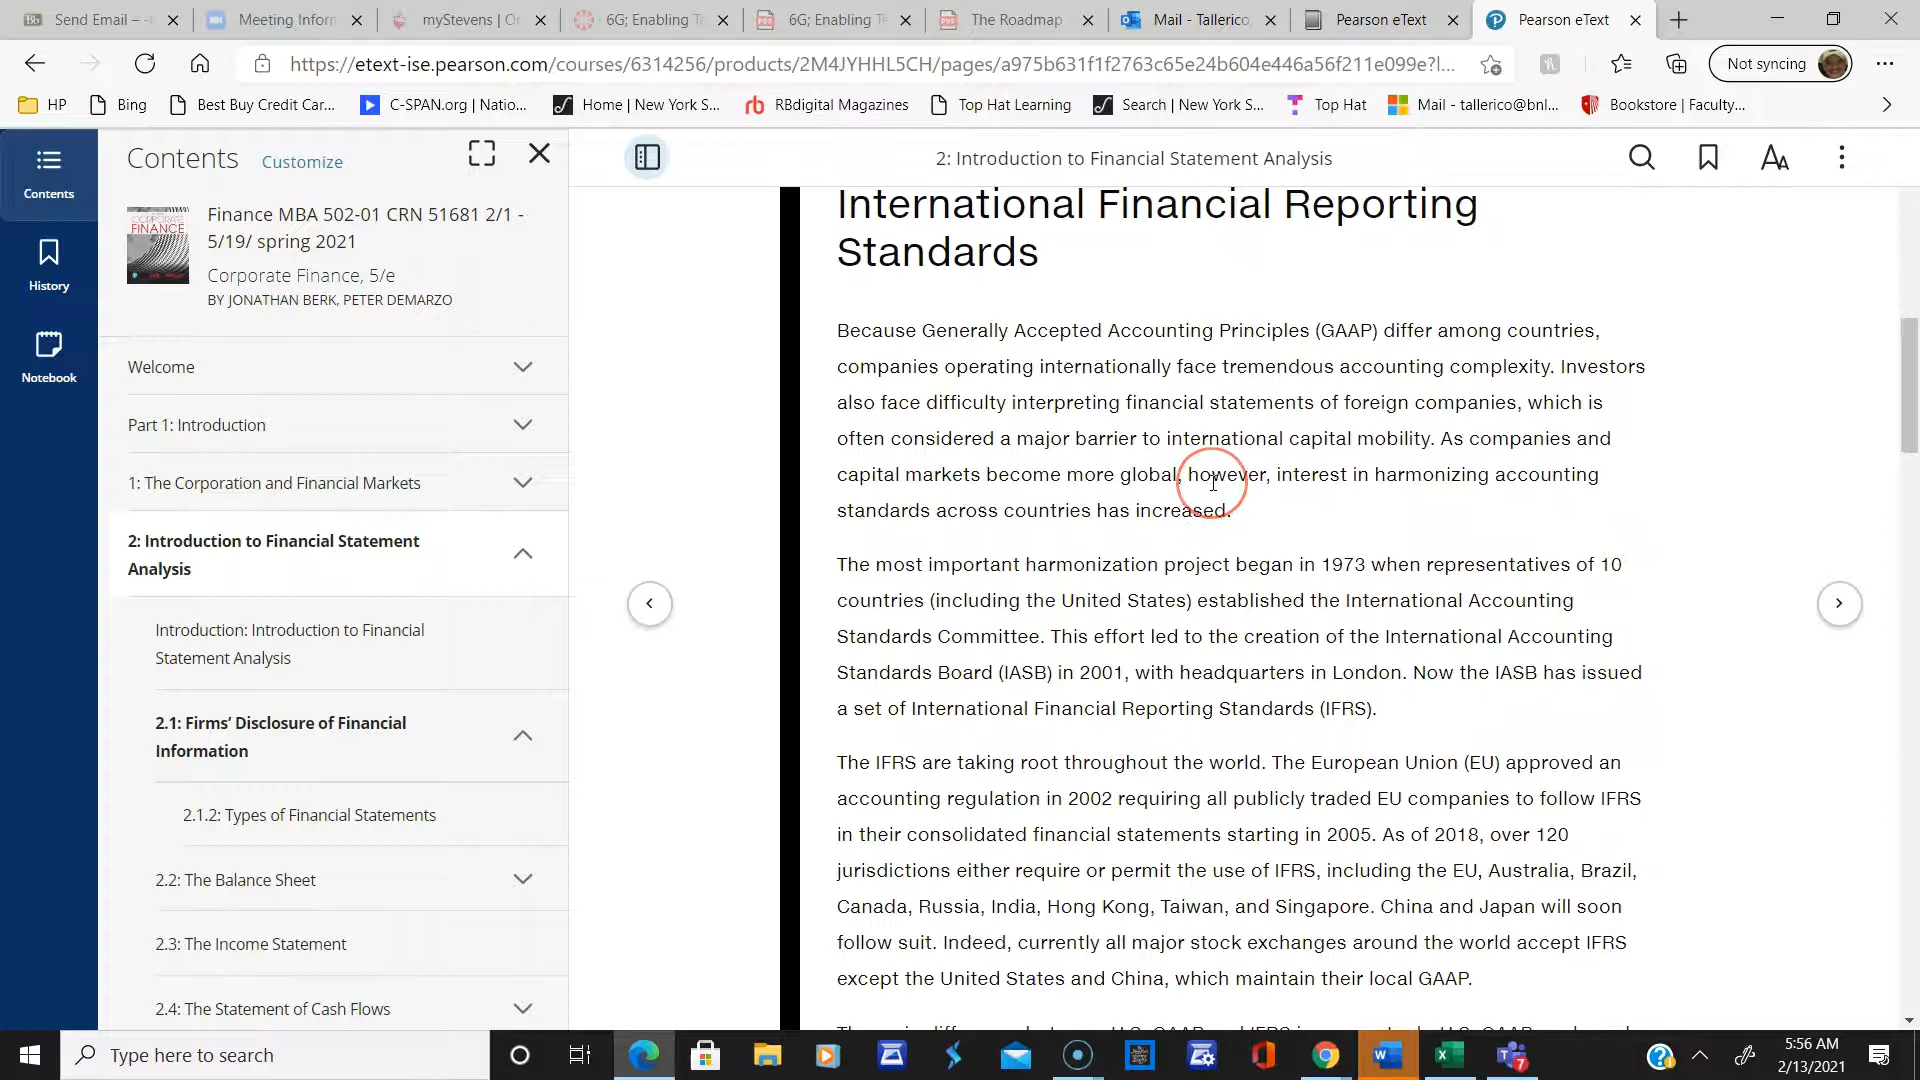 Send Email –
Meeting Inforn
myStevens | O
6G; Enabling T
6G; Enabling T
The Roadmap
Mail - Tallerico,
Pearson eText
Pearson eText
https://etext-ise.pearson.com/courses/6314256/products/2M4JYHHL5CH/pages/a975b631f1f2763c65e24b604e446a56f211e099e?l...
Not syncing
HP
Bing
Best Buy Credit Car...
C-SPAN.org | Natio...
Home | New York S...
RBdigital Magazines
Top Hat Learning
Search | New York S...
Top Hat
Mail - tallerico@bnl...
Bookstore | Faculty...
Contents
History
Notebook
Contents Customize
CORPORATE
FINANCE
Finance MBA 502-01 CRN 51681 2/1 -
5/19/ spring 2021
Corporate Finance, 5/e
BY JONATHAN BERK, PETER DEMARZO
Welcome
Part 1: Introduction
1: The Corporation and Financial Markets
2: Introduction to Financial Statement
Analysis
Introduction: Introduction to Financial
Statement Analysis
2.1: Firms’ Disclosure of Financial
Information
2.1.2: Types of Financial Statements
2.2: The Balance Sheet
2.3: The Income Statement
2.4: The Statement of Cash Flows
2: Introduction to Financial Statement Analysis
International Financial Reporting
Standards
Because Generally Accepted Accounting Principles (GAAP) differ among countries,
companies operating internationally face tremendous accounting complexity. Investors
also face difficulty interpreting financial statements of foreign companies, which is
often considered a major barrier to international capital mobility. As companies and
capital markets become more global, however, interest in harmonizing accounting
standards across countries has increased.
The most important harmonization project began in 1973 when representatives of 10
countries (including the United States) established the International Accounting
Standards Committee. This effort led to the creation of the International Accounting
Standards Board (IASB) in 2001, with headquarters in London. Now the IASB has issued
a set of International Financial Reporting Standards (IFRS).
The IFRS are taking root throughout the world. The European Union (EU) approved an
accounting regulation in 2002 requiring all publicly traded EU companies to follow IFRS
in their consolidated financial statements starting in 2005. As of 2018, over 120
jurisdictions either require or permit the use of IFRS, including the EU, Australia, Brazil,
Canada, Russia, India, Hong Kong, Taiwan, and Singapore. China and Japan will soon
follow suit. Indeed, currently all major stock exchanges around the world accept IFRS
except the United States and China, which maintain their local GAAP.
Type here to search
5:56 AM
2/13/2021